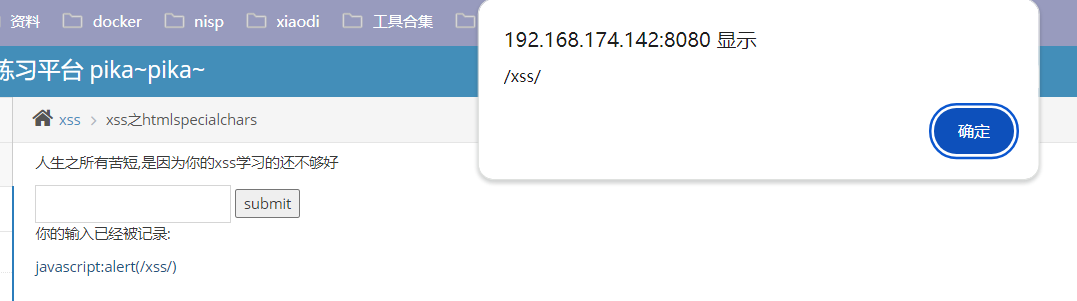 资料 docker nisp xiaodi 工具合集
192.168.174.142:8080 显示
/xss/
确定
练习平台 pika~pika~
xss > xss之htmlspecialchars
人生之所有苦短,是因为你的xss学习的还不够好
submit
你的输入已经被记录:
javascript:alert(/xss/)